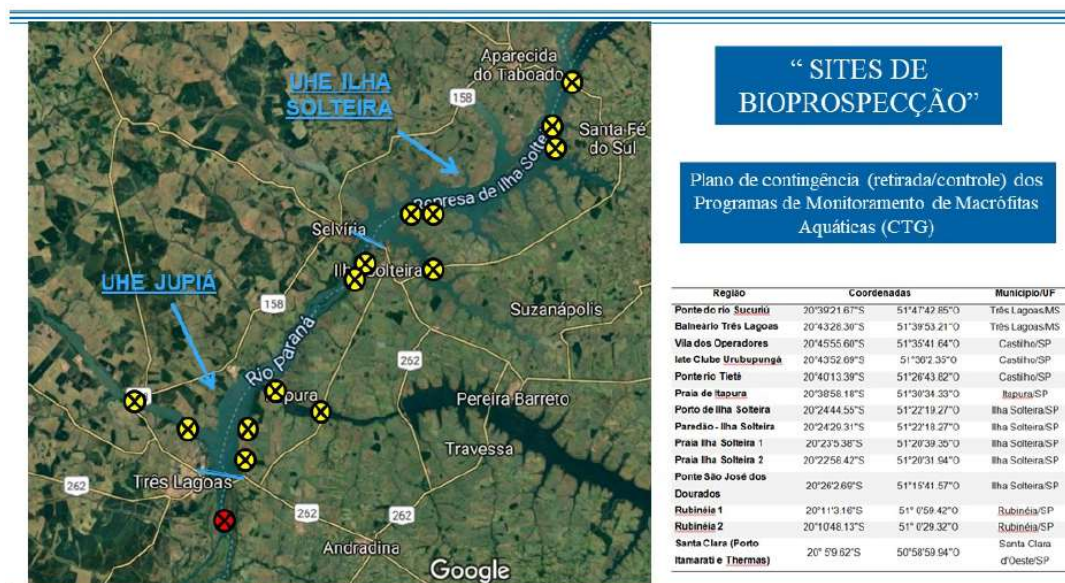 Aparecida
do Taboado
UHE ILHA
SOLTEIRA
158
Santa Fé
do Sul
Represa de Ilha Solteir
Selvíria
Ilha Solteira
UHE JUPIÁ
158
Suzanápolis
Rio Paraná
262
pura
Pereira Barreto
Travessa
Três Lagoas
262
262
262
Andradina
Google
“ SITES DE
BIOPROSPECÇÃO”
Plano de contingência (retirada/controle) dos
Programas de Monitoramento de Macrófitas
Aquáticas (CTG)
Região Coordenadas Município/UF
Ponte do rio Sucuriú 20°39'21.67"S 51°47'42.85"O Três Lagoas/MS
Balneário Três Lagoas 20°43'28.30"S 51°39'53.21"O Três Lagoas/MS
Vila dos Operadores 20°45'55.60"S 51°35'41.64"O Castilho/SP
Iate Clube Urubupungá 20°43'52.69"S 51°36'2.35"O Castilho/SP
Ponte rio Tietê 20°40'13.39"S 51°26'43.82"O Castilho/SP
Praia de Itapura 20°38'58.18"S 51°30'34.33"O Itapura/SP
Porto de Ilha Solteira 20°24'44.55"S 51°22'19.27"O Ilha Solteira/SP
Paredão - Ilha Solteira 20°24'29.31"S 51°22'18.27"O Ilha Solteira/SP
Praia Ilha Solteira 1 20°23'5.38"S 51°20'39.35"O Ilha Solteira/SP
Praia Ilha Solteira 2 20°22'58.42"S 51°20'31.94"O Ilha Solteira/SP
Ponte São José dos
Dourados 20°26'2.69"S 51°15'41.57"O Ilha Solteira/SP
Rubinéia 1 20°11'3.16"S 51° 0'59.42"O Rubinéia/SP
Rubinéia 2 20°10'48.13"S 51° 0'29.32"O Rubinéia/SP
Santa Clara (Porto
Itamarati e Thermas) 20° 5'9.62"S 50°58'59.94"O Santa Clara
d'Oeste/SP